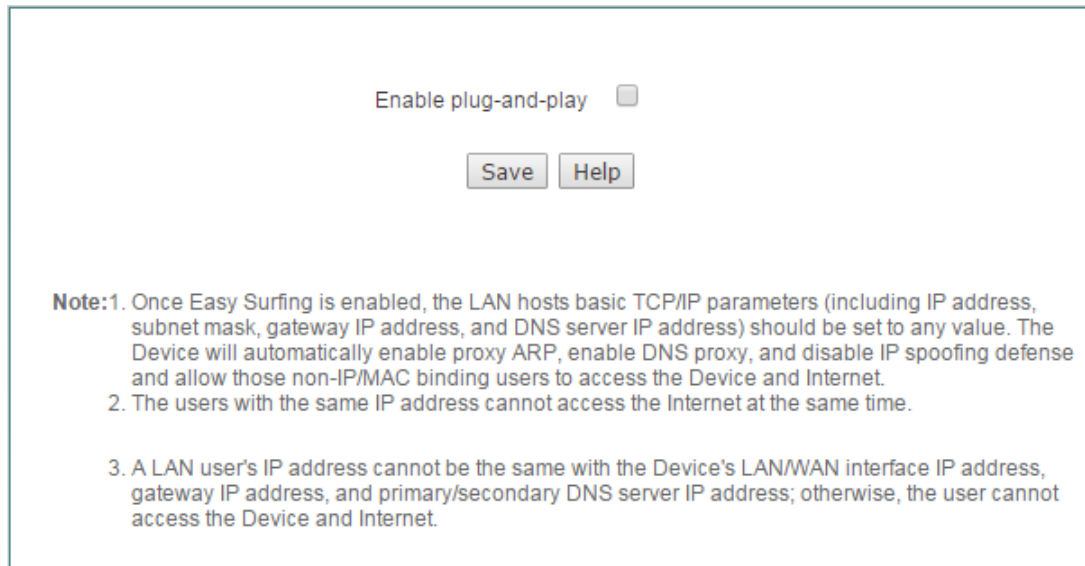 Enable plug-and-play
Save Help
Note:1. Once Easy Surfing is enabled, the LAN hosts basic TCP/IP parameters (including IP address,
subnet mask, gateway IP address, and DNS server IP address) should be set to any value. The
Device will automatically enable proxy ARP, enable DNS proxy, and disable IP spoofing defense
and allow those non-IP/MAC binding users to access the Device and Internet.
2. The users with the same IP address cannot access the Internet at the same time.
3. A LAN user's IP address cannot be the same with the Device's LAN/WAN interface IP address,
gateway IP address, and primary/secondary DNS server IP address; otherwise, the user cannot
access the Device and Internet.